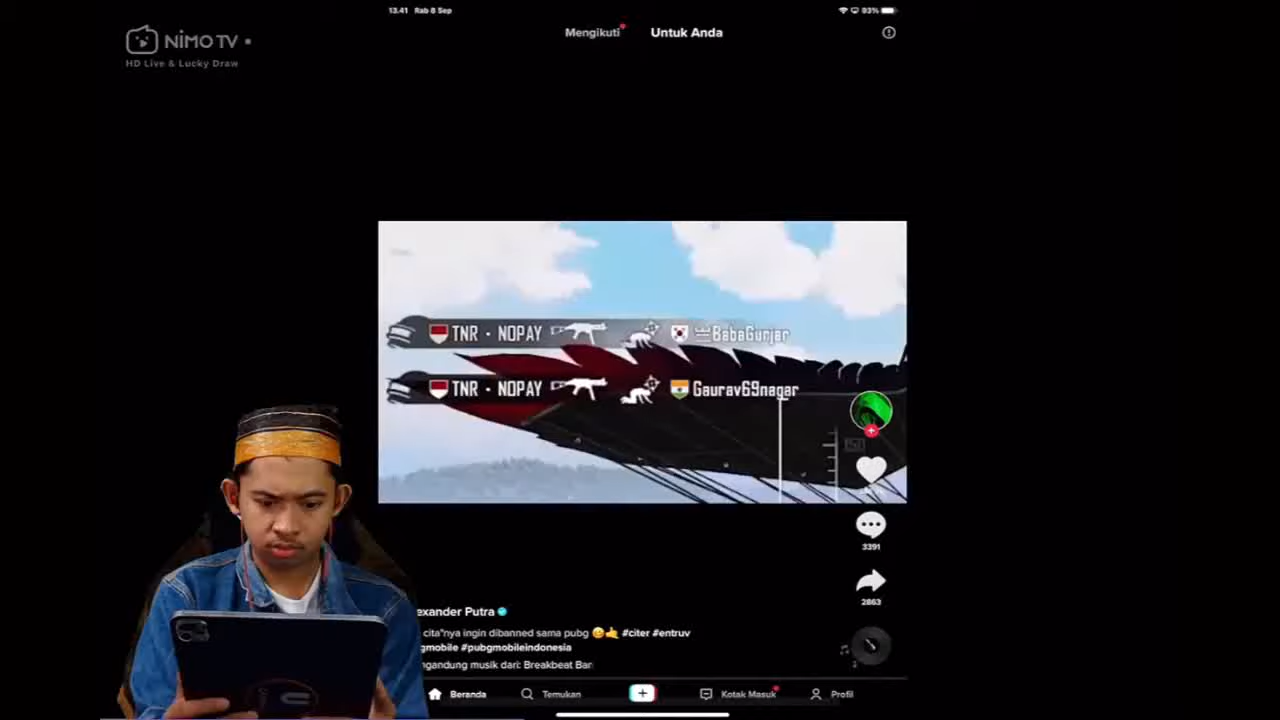 13.41 Rab 8 Sep
93%
NiMO TV
HD Live & Lucky Draw
Mengikuti
Untuk Anda
TNR • NOPAY
BabaGunjar
TNR • NOPAY
Gaurav69nagar
3391
2863
exander Putra
cita"nya ingin dibanned sama pubg 😊🤙 #citer #entruv
gmobile #pubgmobileindonesia
ngandung musik dari: Breakbeat Bar
Beranda
Temukan
Kotak Masuk
Profil